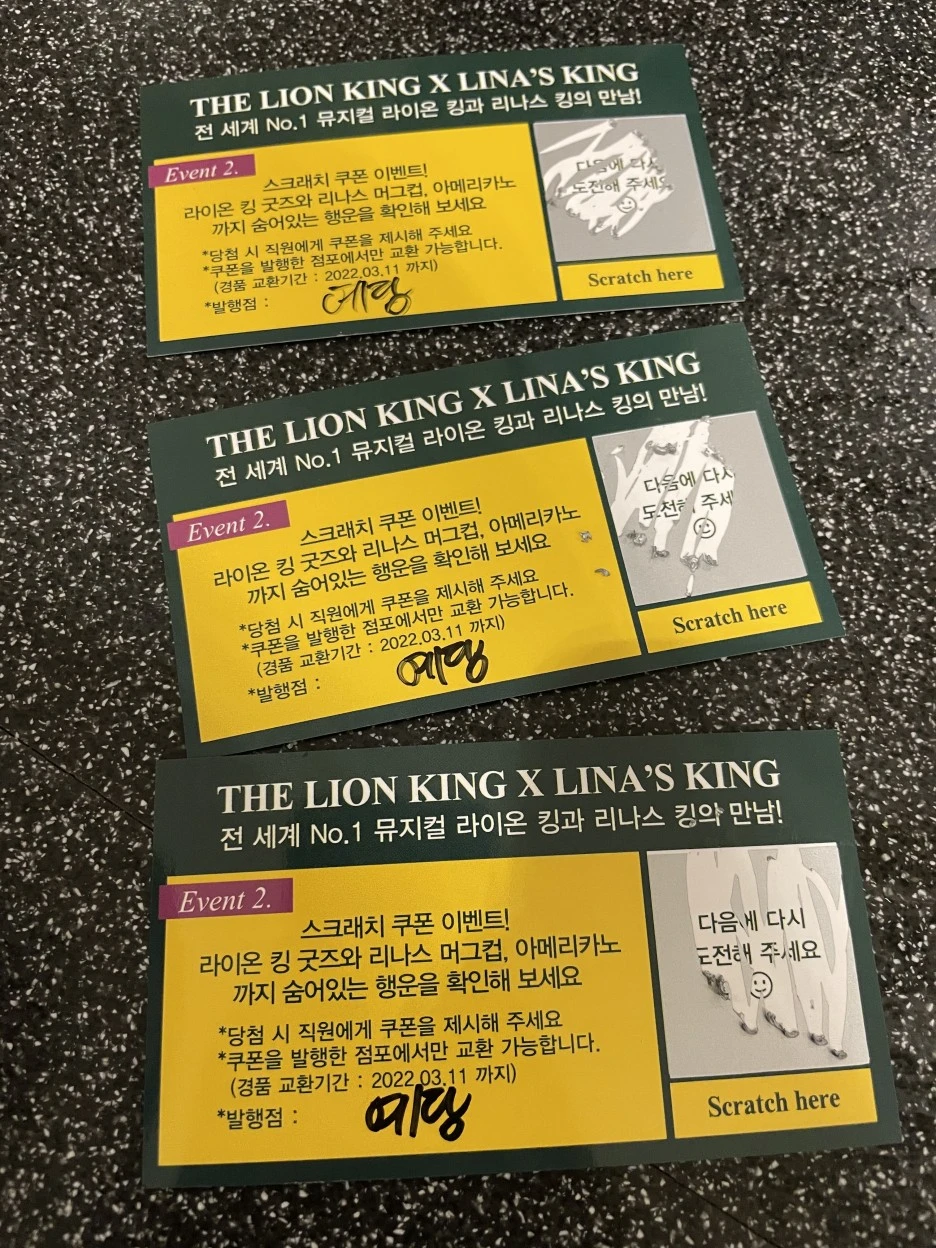 THE LION KING X LINA'S KING
전 세계 No.1 뮤지컬 라이온 킹과 리나스 킹의 만남!
Event 2.
스크래치 쿠폰 이벤트!
라이온 킹 굿즈와 리나스 머그컵, 아메리카노
까지 숨어있는 행운을 확인해 보세요
*당첨 시 직원에게 쿠폰을 제시해 주세요
*쿠폰을 발행한 점포에서만 교환 가능합니다.
(경품 교환기간 : 2022.03.11 까지)
*발행점 : 예당
다음에 다시
도전해 주세요
Scratch here
THE LION KING X LINA'S KING
전 세계 No.1 뮤지컬 라이온 킹과 리나스 킹의 만남!
Event 2.
스크래치 쿠폰 이벤트!
라이온 킹 굿즈와 리나스 머그컵, 아메리카노
까지 숨어있는 행운을 확인해 보세요
*당첨 시 직원에게 쿠폰을 제시해 주세요
*쿠폰을 발행한 점포에서만 교환 가능합니다.
(경품 교환기간 : 2022.03.11 까지)
*발행점 : 예당
다음에 다시
도전해 주세
Scratch here
THE LION KING X LINA'S KING
전 세계 No.1 뮤지컬 라이온 킹과 리나스 킹의 만남!
Event 2.
스크래치 쿠폰 이벤트!
라이온 킹 굿즈와 리나스 머그컵, 아메리카노
까지 숨어있는 행운을 확인해 보세요
*당첨 시 직원에게 쿠폰을 제시해 주세요
*쿠폰을 발행한 점포에서만 교환 가능합니다.
(경품 교환기간 : 2022.03.11 까지)
*발행점 : 예당
다음에 다시
도전해 주세요
Scratch here